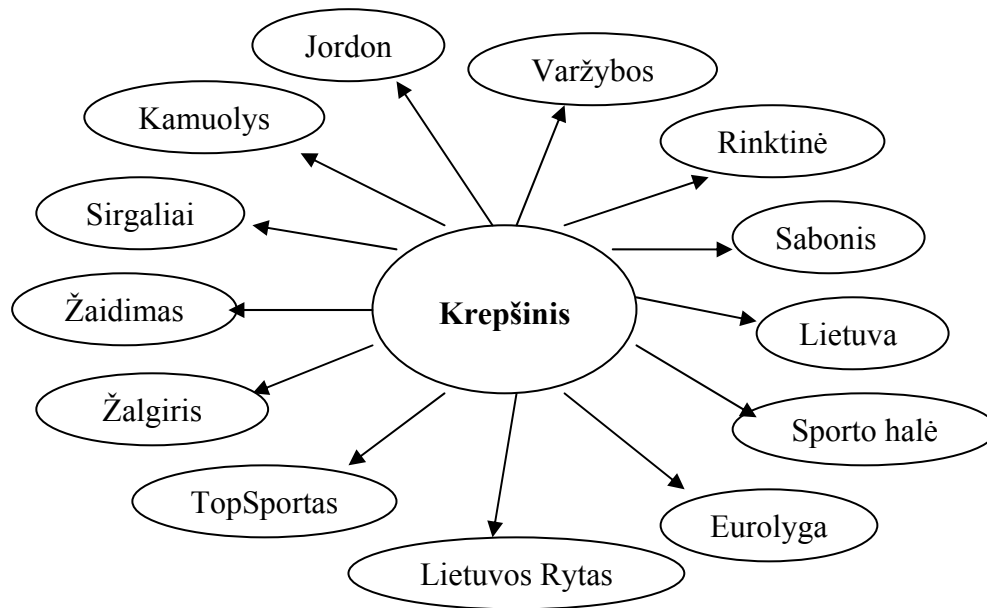 Jordon
Varžybos
Kamuolys
Rinktinė
Sirgaliai
Sabonis
Žaidimas
Krepšinis
Lietuva
Žalgiris
Sporto halė
TopSportas
Eurolyga
Lietuvos Rytas